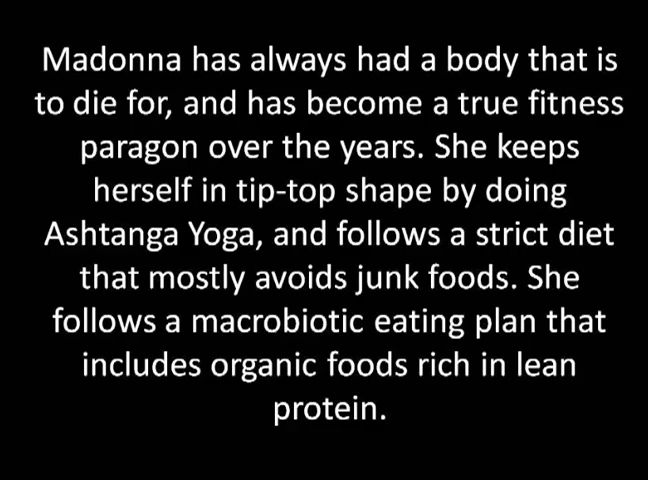 Madonna has always had a body that is
to die for, and has become a true fitness
paragon over the years. She keeps
herself in tip-top shape by doing
Ashtanga Yoga, and follows a strict diet
that mostly avoids junk foods. She
follows a macrobiotic eating plan that
includes organic foods rich in lean
protein.